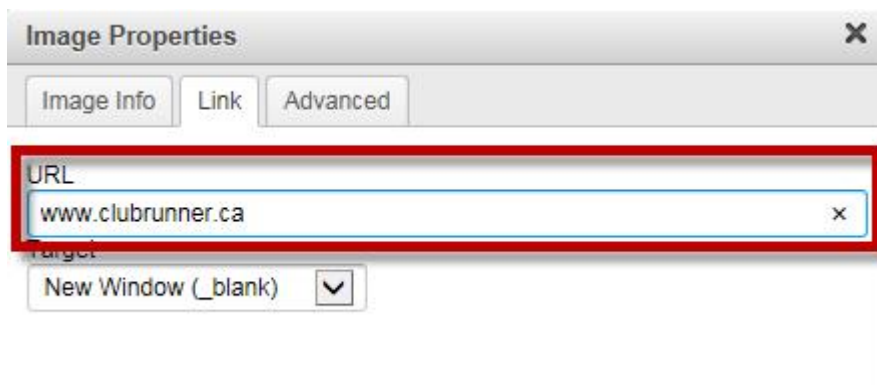 Image Properties
Image Info Link Advanced
URL
www.clubrunner.ca
Target
New Window (_blank)